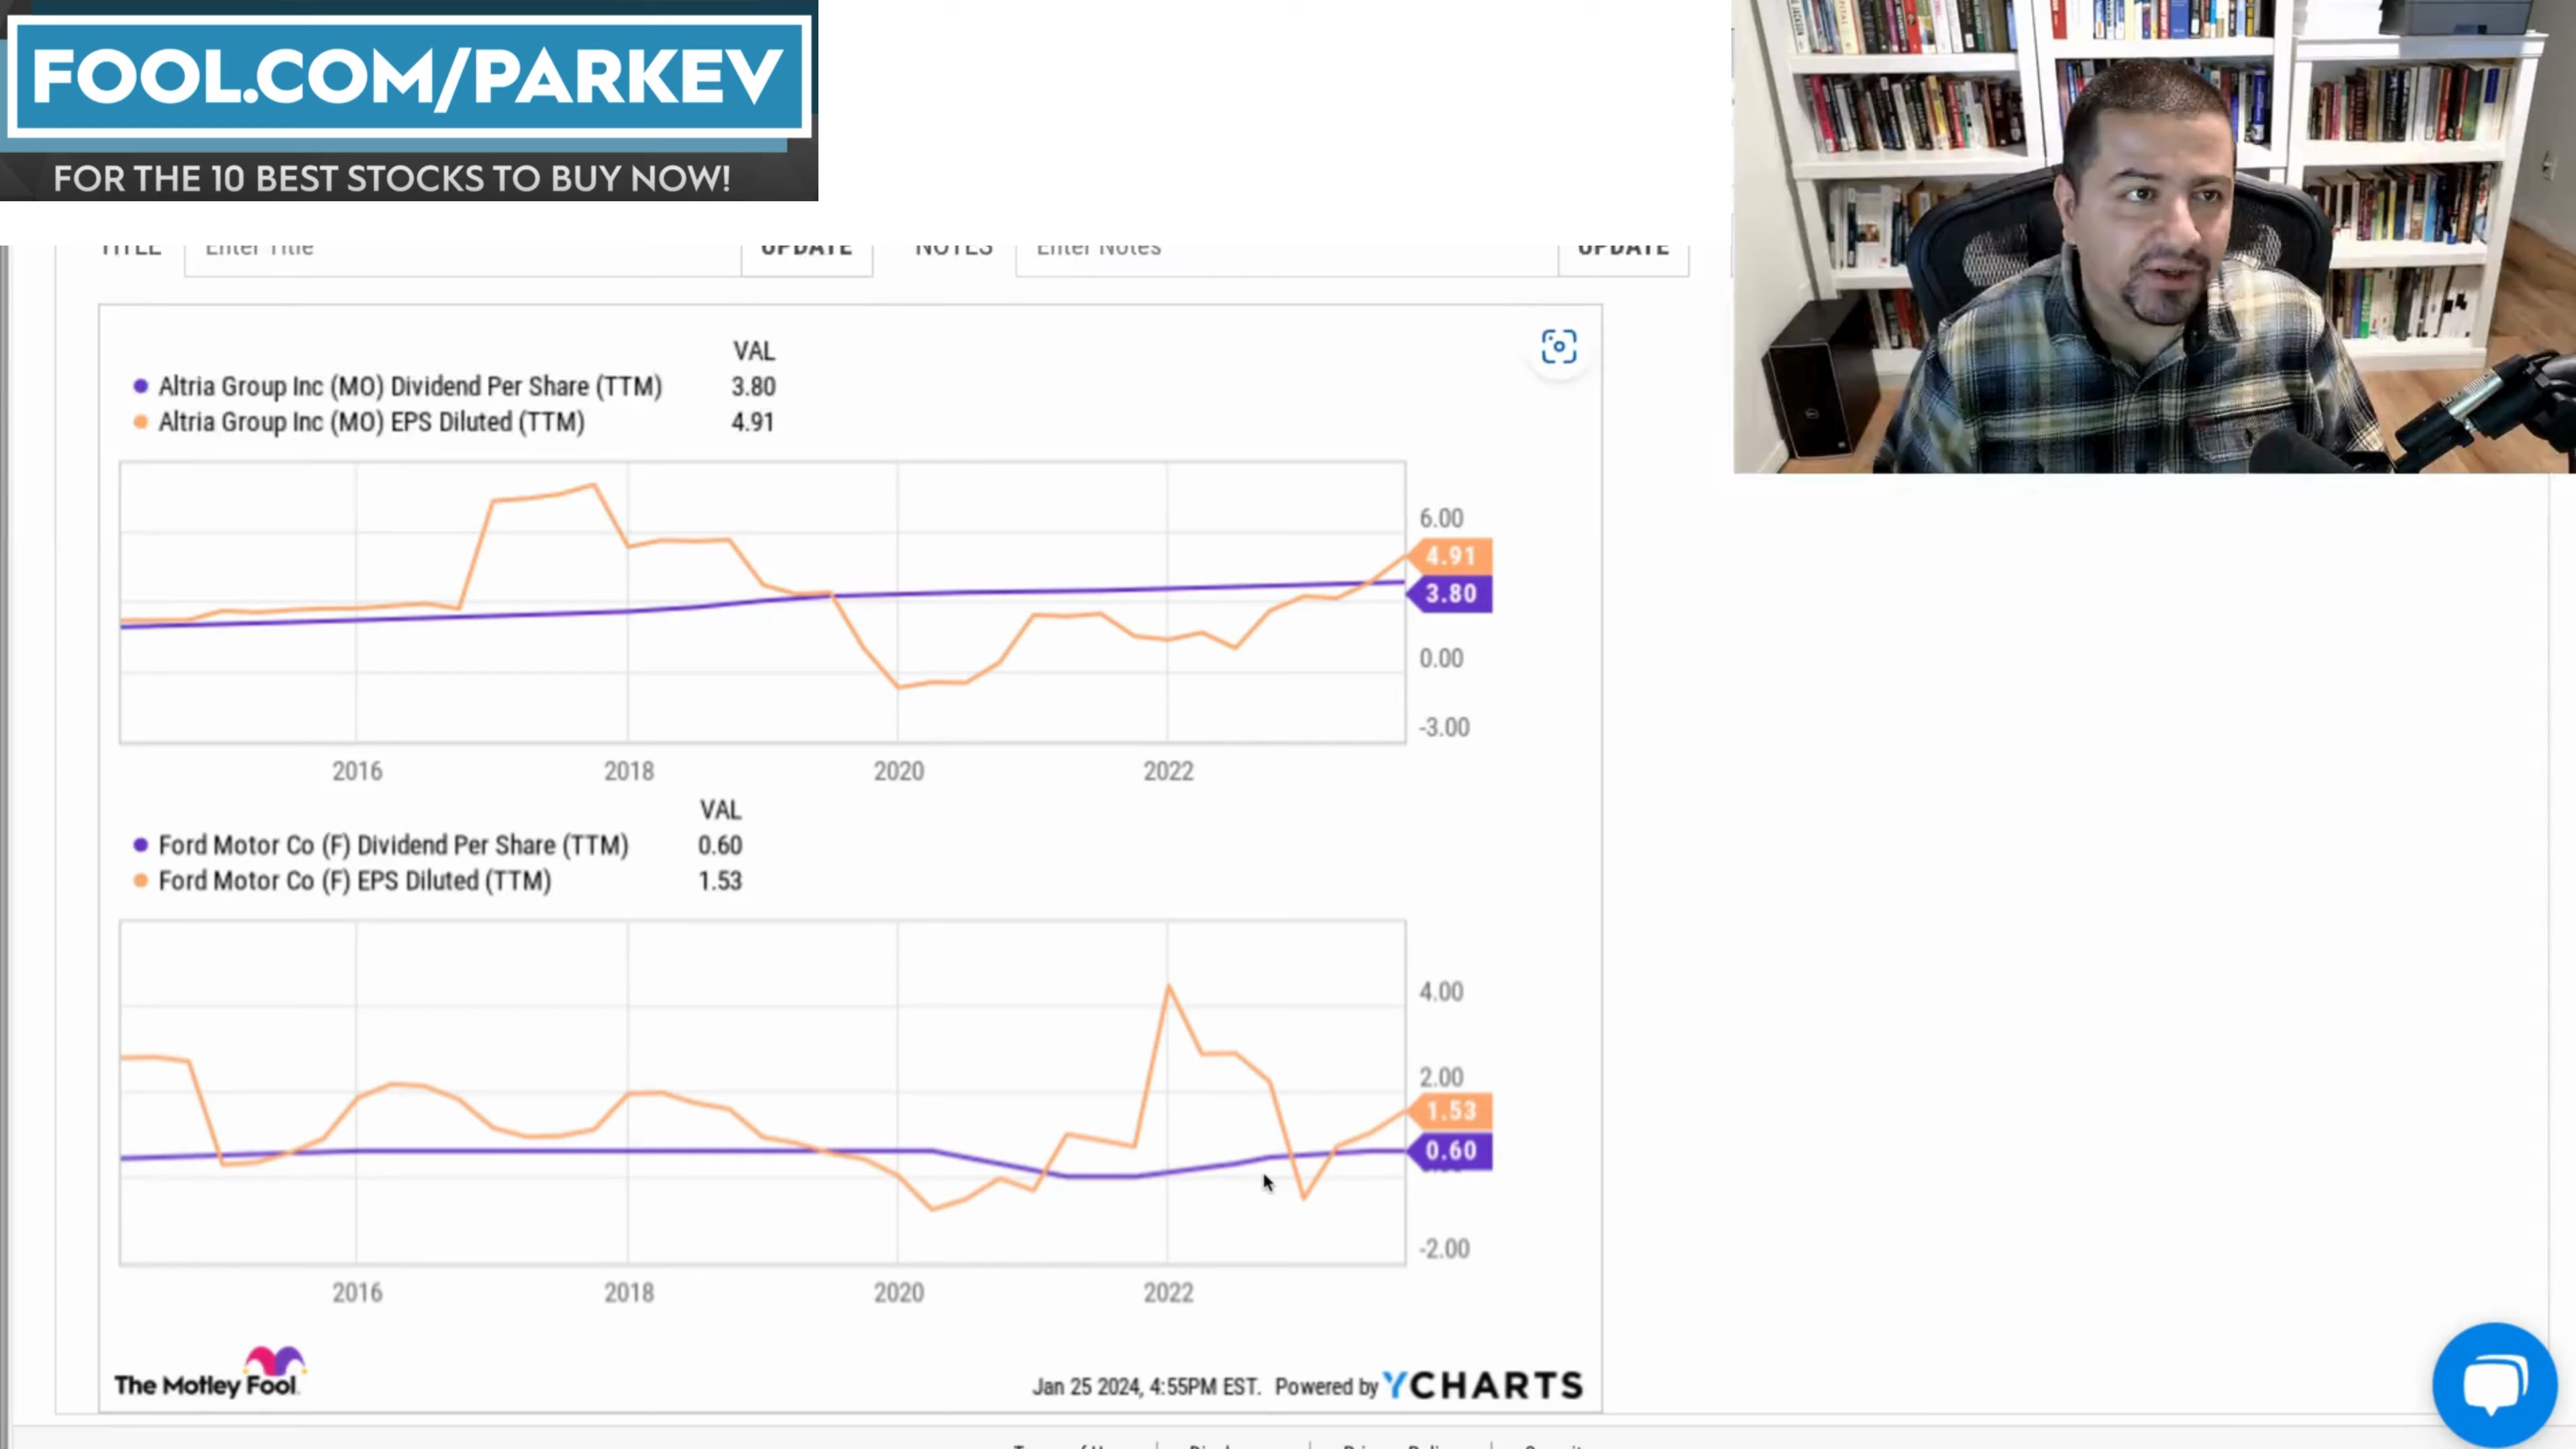 FOOL.COM/PARKEV
FOR THE 10 BEST STOCKS TO BUY NOW!
TITLE Enter Title UPDATE NOTES Enter Notes UPDATE
VAL
Altria Group Inc (MO) Dividend Per Share (TTM) 3.80
Altria Group Inc (MO) EPS Diluted (TTM) 4.91
6.00
4.91
3.80
0.00
-3.00
2016 2018 2020 2022
VAL
Ford Motor Co (F) Dividend Per Share (TTM) 0.60
Ford Motor Co (F) EPS Diluted (TTM) 1.53
4.00
2.00
1.53
0.60
-2.00
2016 2018 2020 2022
The Motley Fool
Jan 25 2024, 4:55PM EST. Powered by YCHARTS